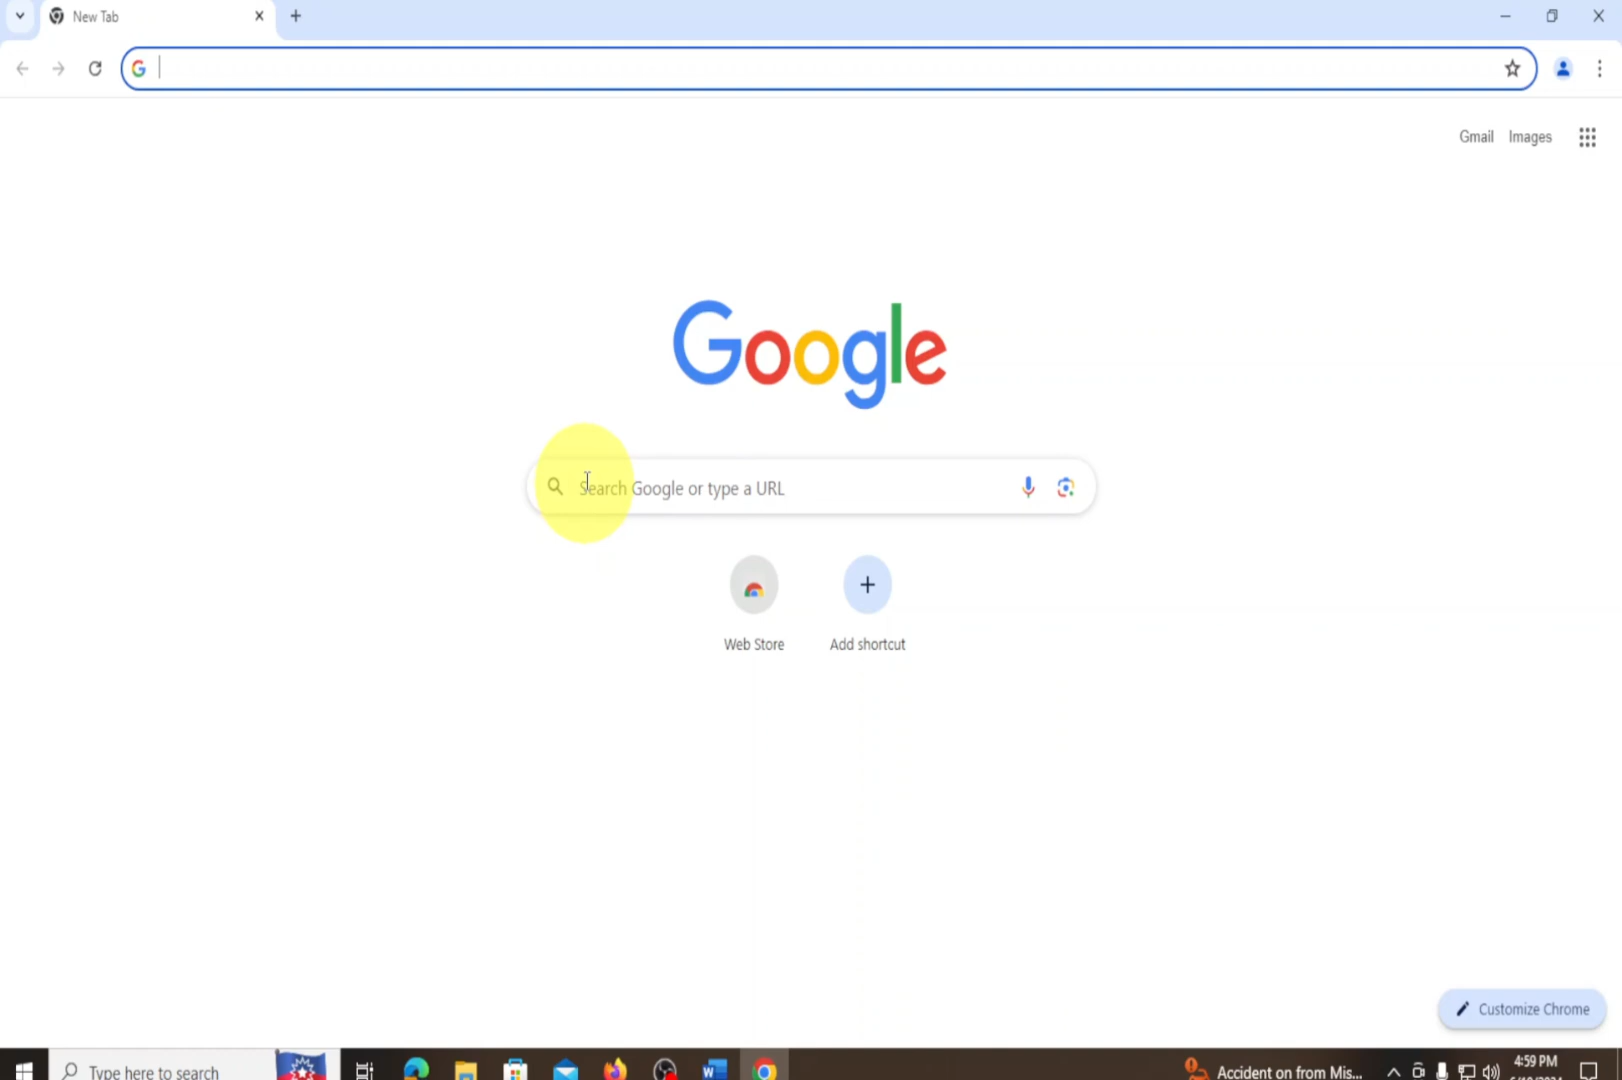 New Tab
Gmail Images
Google
Search Google or type a URL
Web Store
Add shortcut
Customize Chrome
Type here to search
Accident on from Mis...
4:59 PM